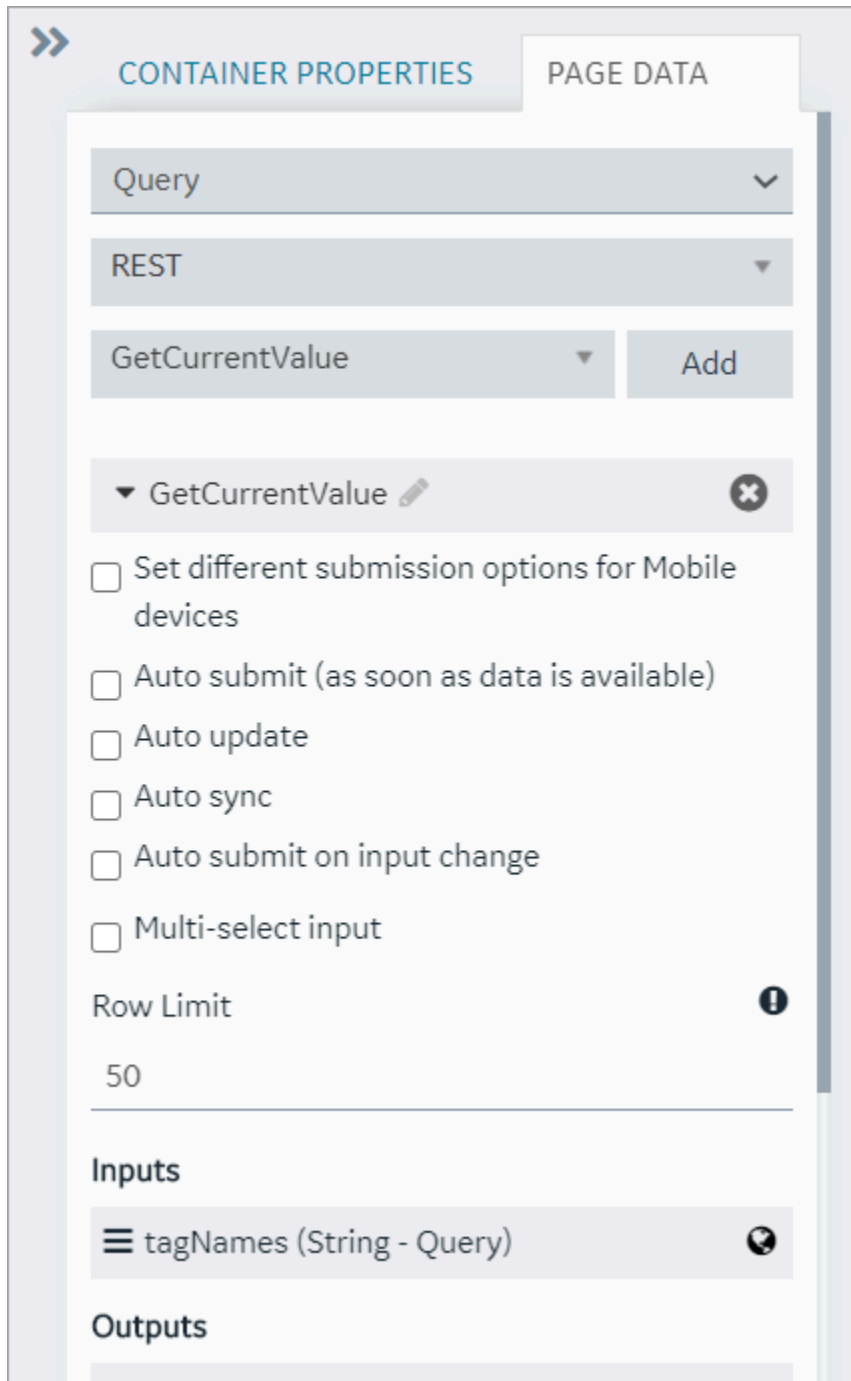 CONTAINER PROPERTIES
PAGE DATA
Query
REST
GetCurrentValue
Add
GetCurrentValue
Set different submission options for Mobile
devices
Auto submit (as soon as data is available)
Auto update
Auto sync
Auto submit on input change
Multi-select input
Row Limit
50
Inputs
tagNames (String - Query)
Outputs